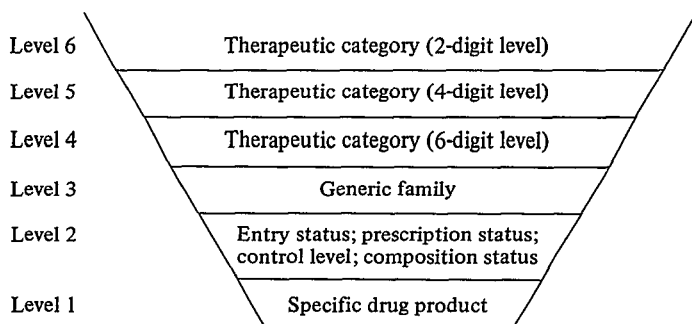 Level 6 Therapeutic category (2-digit level)
Level 5 Therapeutic category (4-digit level)
Level 4 Therapeutic category (6-digit level)
Level 3 Generic family
Level 2 Entry status; prescription status;
control level; composition status
Level 1 Specific drug product